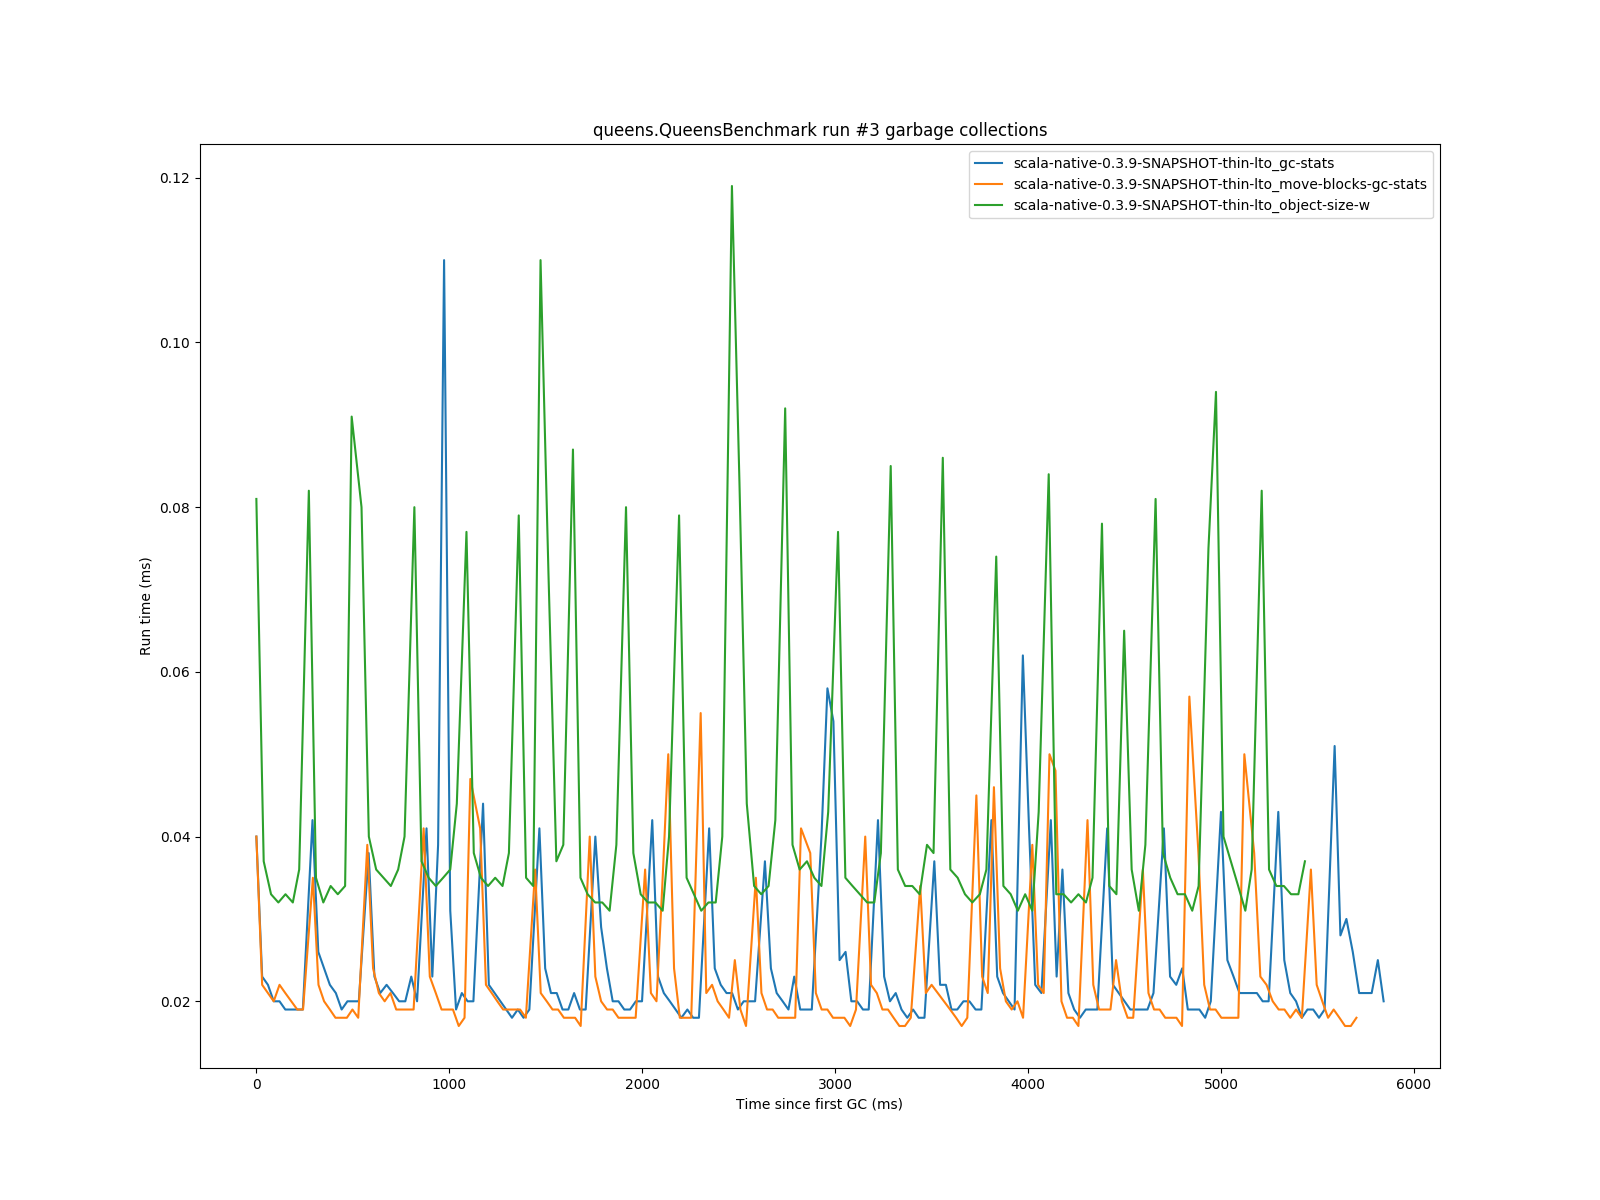 queens.QueensBenchmark run #3 garbage collections
scala-native-0.3.9-SNAPSHOT-thin-lto_gc-stats
scala-native-0.3.9-SNAPSHOT-thin-lto_move-blocks-gc-stats
scala-native-0.3.9-SNAPSHOT-thin-lto_object-size-w
0.12
0.10
0.08
0.06
0.04
0.02
Run time (ms)
0 1000 2000 3000 4000 5000 6000
Time since first GC (ms)